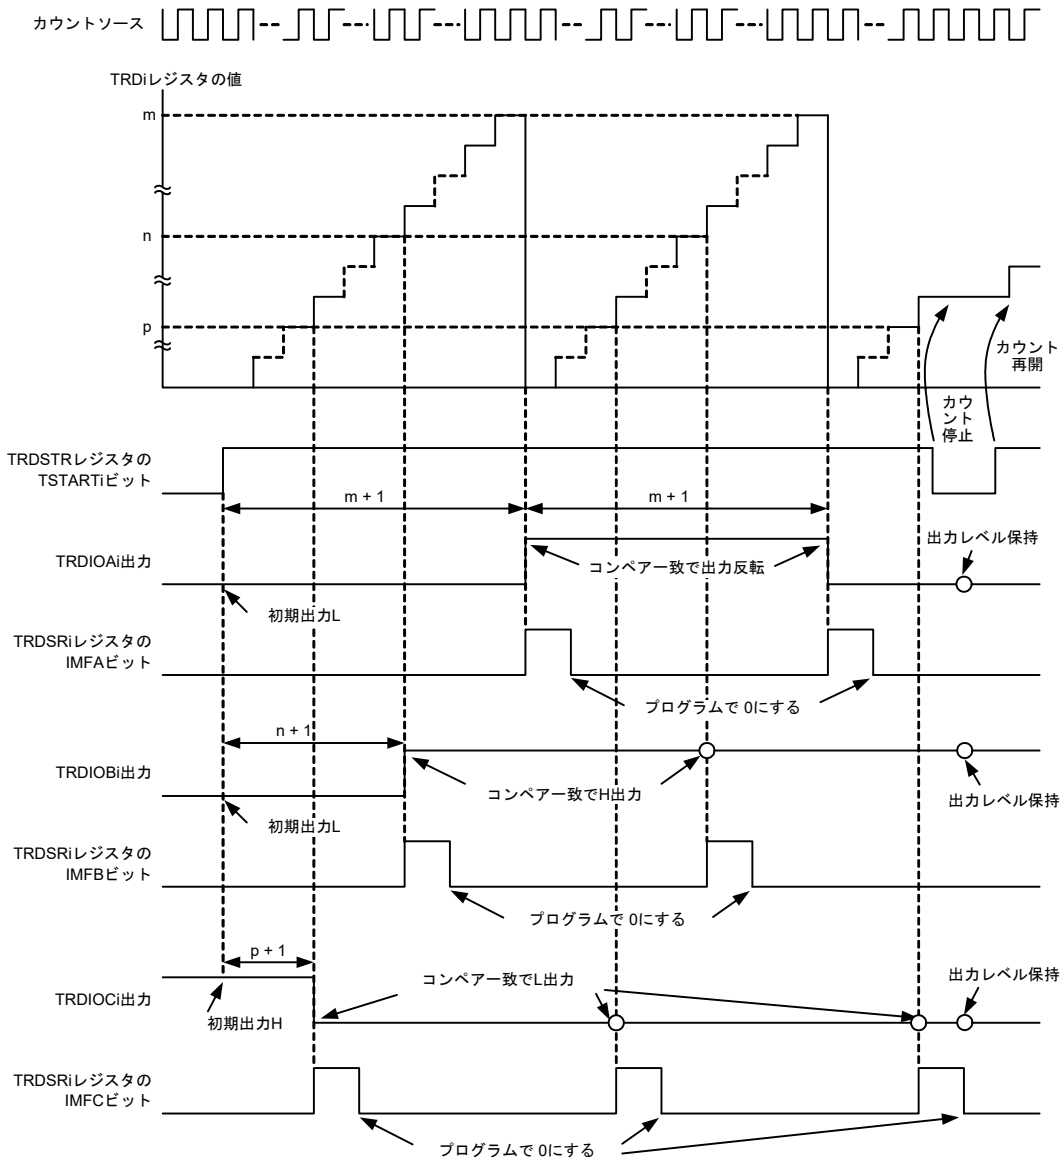 カウントソース
TRDiレジスタの値
m
n
p
カウント
再開
カウ
ント
停止
TRDSTRレジスタの
TSTARTiビット
m + 1
m + 1
TRDIOAi出力
コンペア一致で出力反転
出力レベル保持
初期出力L
TRDSRiレジスタの
IMFAビット
プログラムで 0にする
n + 1
TRDIOBi出力
コンペア一致でH出力
出力レベル保持
初期出力L
TRDSRiレジスタの
IMFBビット
プログラムで 0にする
p + 1
TRDIOCi出力
コンペア一致でL出力
出力レベル保持
初期出力H
TRDSRiレジスタの
IMFCビット
プログラムで 0にする